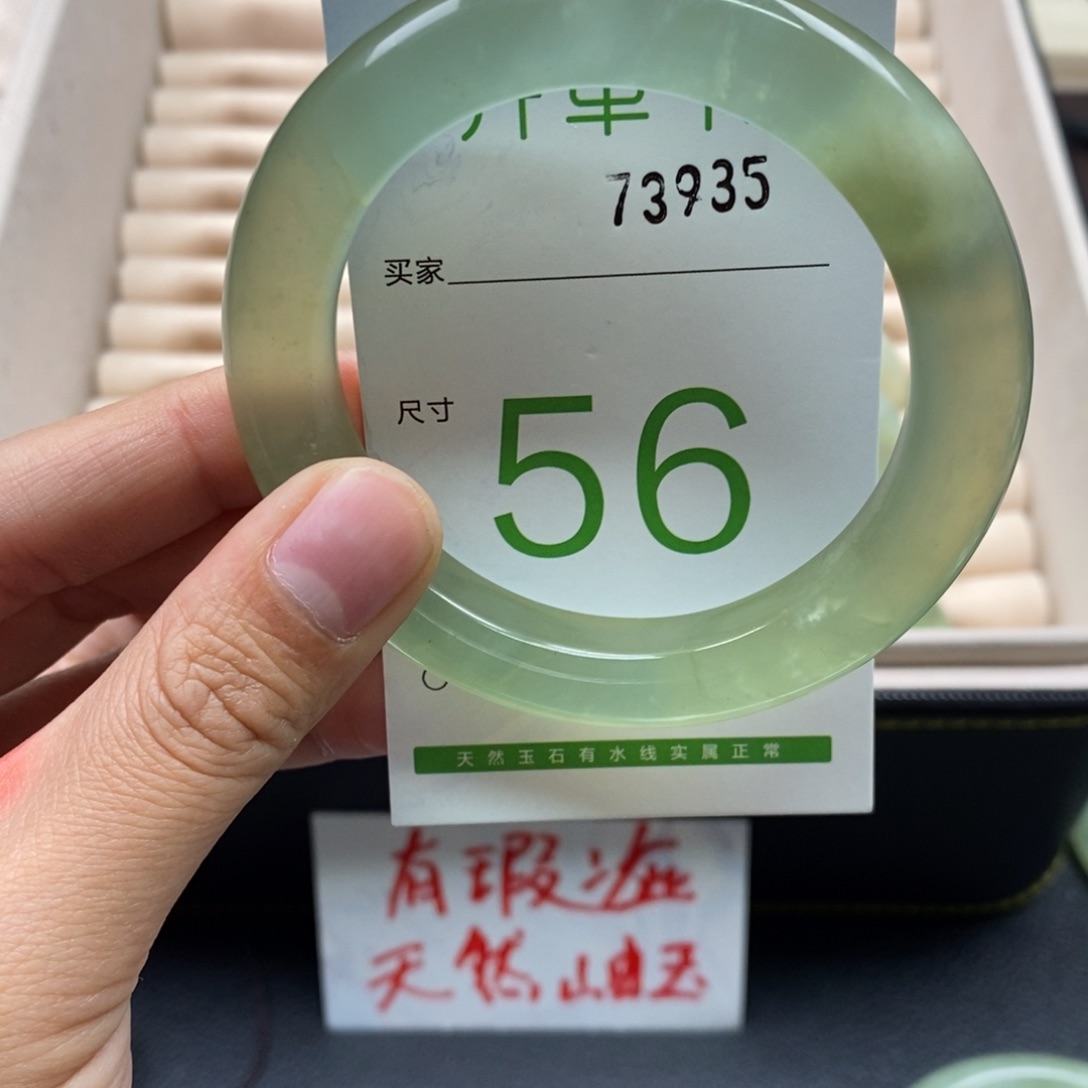 73935
买家
尺寸
56
天然玉石有水线实属正常
有瑕疵
天然岫玉